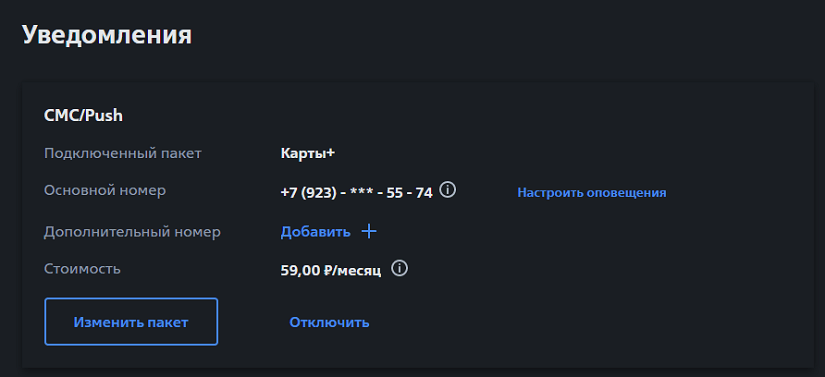 Уведомления
СМС/Push
Подключенный пакет Карты+
Основной номер +7 (923) - *** - 55 - 74 Настроить оповещения
Дополнительный номер Добавить +
Стоимость 59,00 ₽/месяц
Изменить пакет Отключить